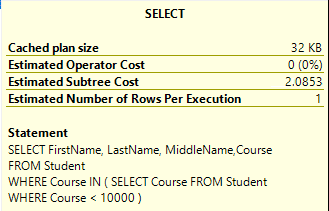 SELECT
Cached plan size 32 KB
Estimated Operator Cost 0 (0%)
Estimated Subtree Cost 2.0853
Estimated Number of Rows Per Execution 1
Statement
SELECT FirstName, LastName, MiddleName,Course
FROM Student
WHERE Course IN ( SELECT Course FROM Student
WHERE Course < 10000 )